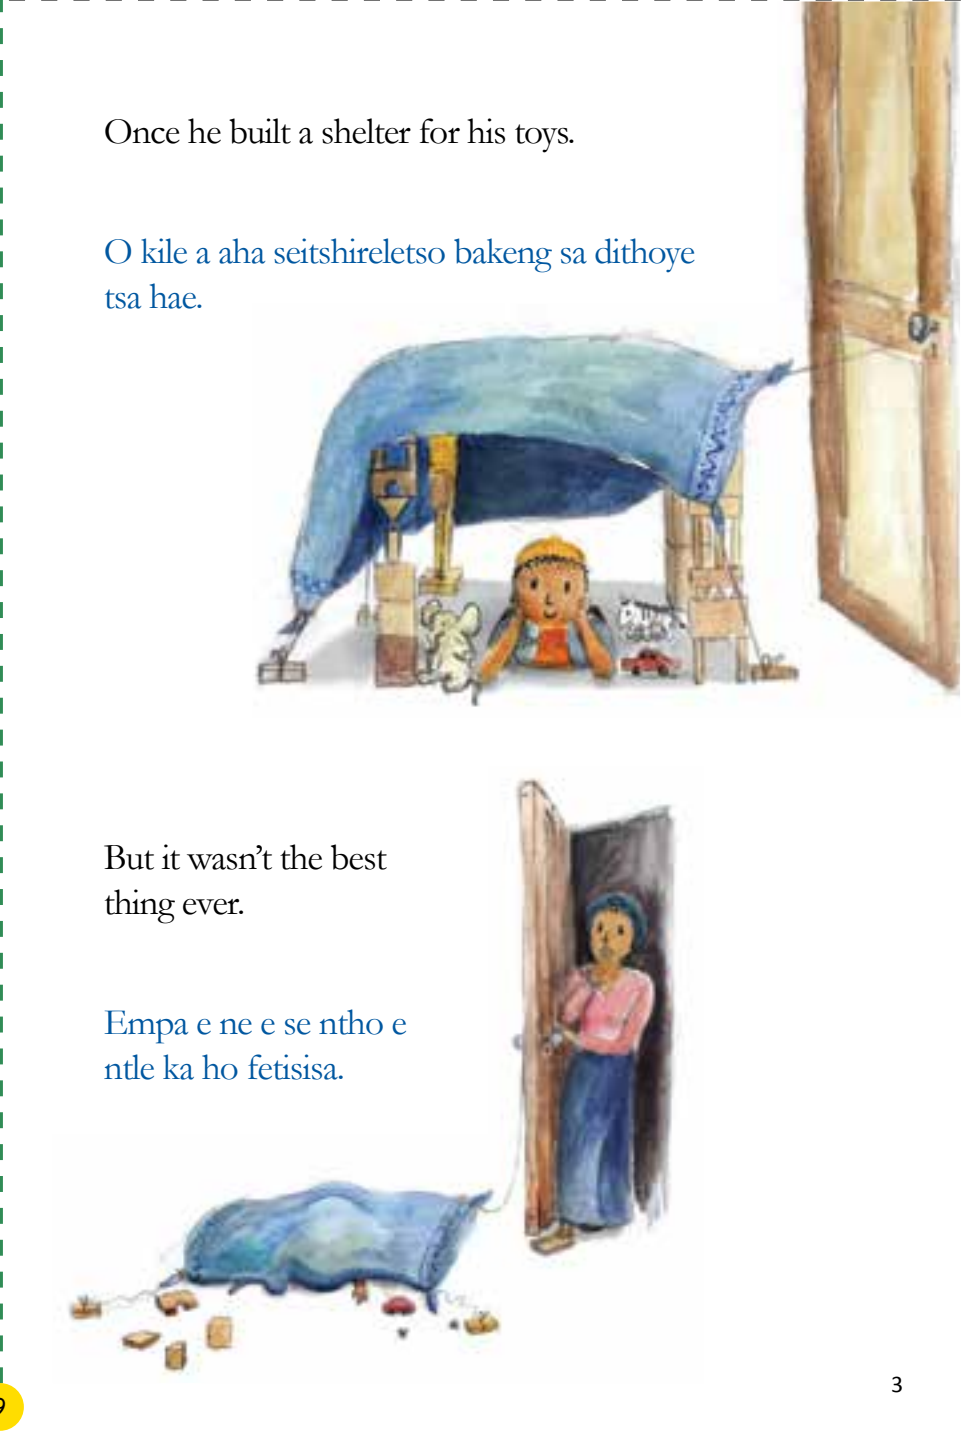 Once he built a shelter for his toys.
O kile a aha seitshireletso bakeng sa dithoye
tsa hae.
But it wasn’t the best
thing ever.
Empa e ne e se ntho e
ntle ka ho fetisisa.
3
9